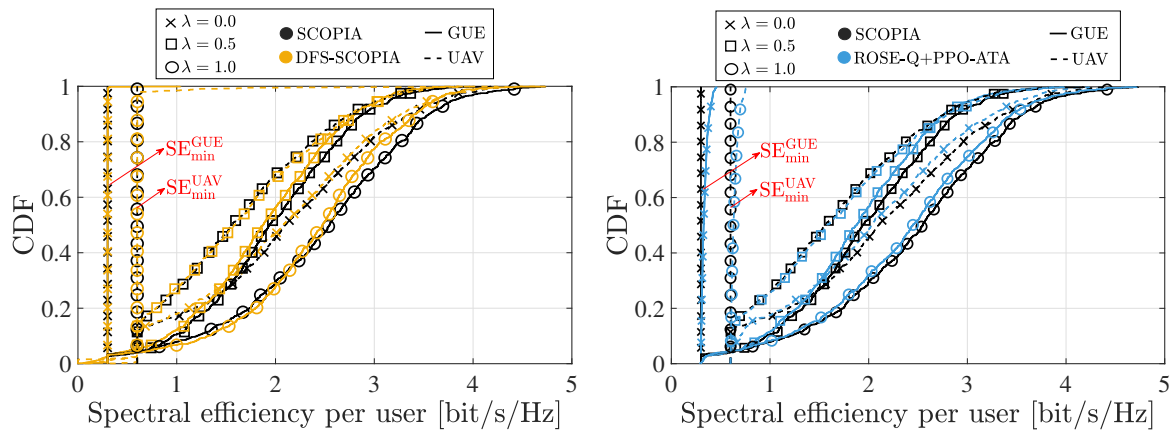 λ = 0.0
λ = 0.5
λ = 1.0
SCOPIA
DFS-SCOPIA
GUE
UAV
1
0.8
0.6
0.4
0.2
0
CDF
SE_min^GUE
SE_min^UAV
0 1 2 3 4 5
Spectral efficiency per user [bit/s/Hz]
λ = 0.0
λ = 0.5
λ = 1.0
SCOPIA
ROSE-Q+PPO-ATA
GUE
UAV
1
0.8
0.6
0.4
0.2
0
CDF
SE_min^GUE
SE_min^UAV
0 1 2 3 4 5
Spectral efficiency per user [bit/s/Hz]